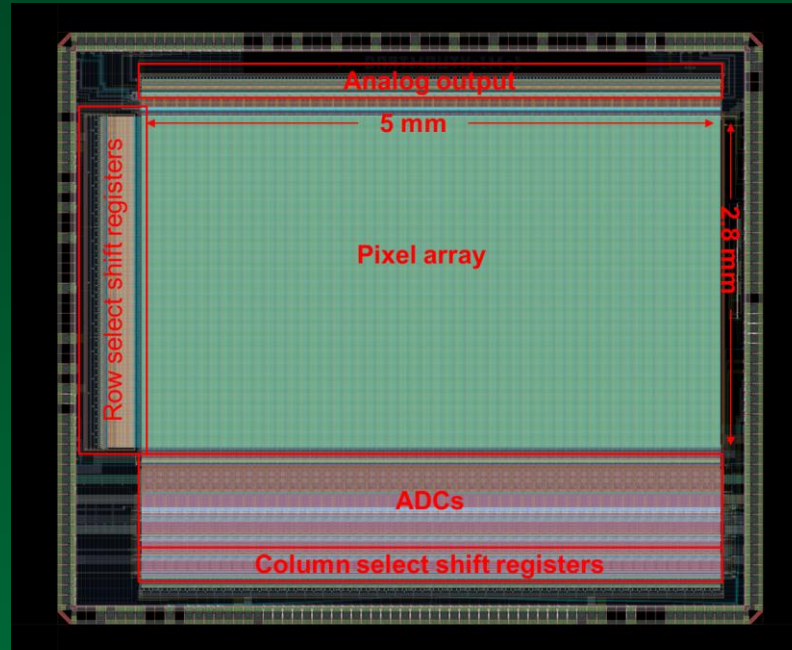 Analog output
5 mm
Row select shift registers
Pixel array
2.8 mm
ADCs
Column select shift registers